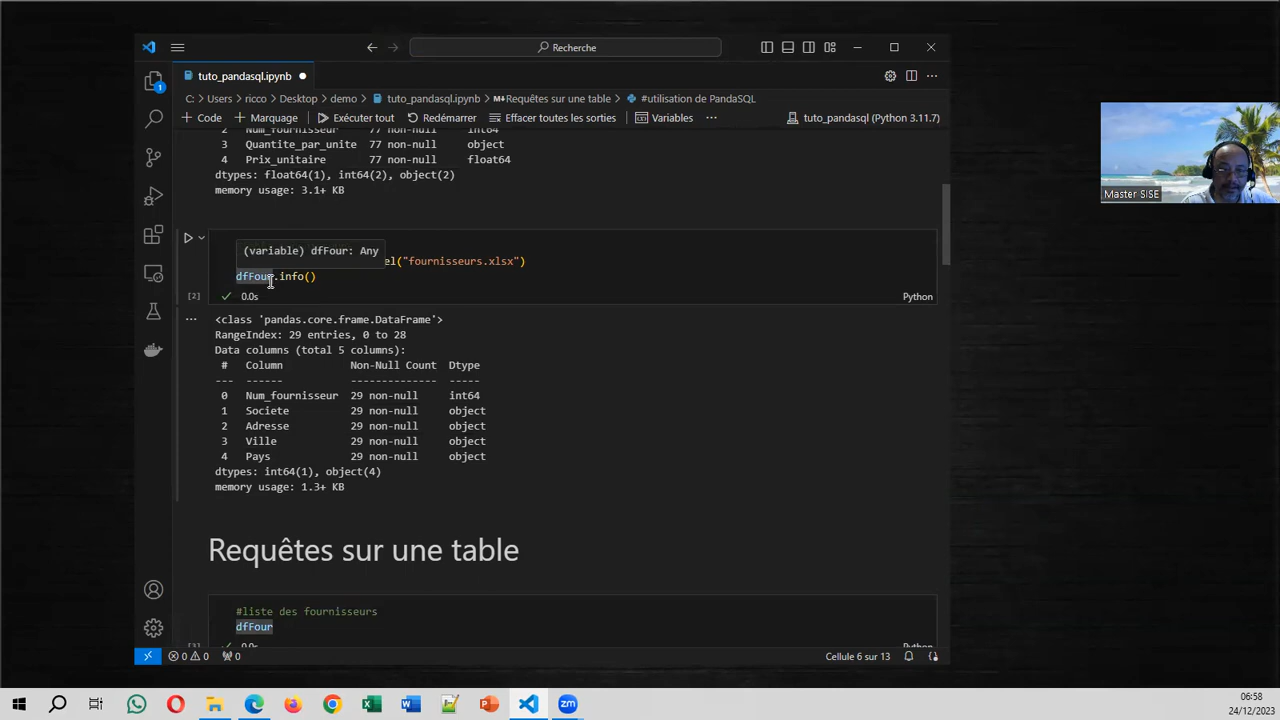 Recherche
tuto_pandasql.ipynb
C: > Users > ricco > Desktop > demo > tuto_pandasql.ipynb > M↓Requêtes sur une table > #utilisation de PandaSQL
+ Code + Marquage Exécuter tout Redémarrer Effacer toutes les sorties Variables ··· tuto_pandasql (Python 3.11.7)
2 Num_fournisseur 77 non-null int64
3 Quantite_par_unite 77 non-null object
4 Prix_unitaire 77 non-null float64
dtypes: float64(1), int64(2), object(2)
memory usage: 3.1+ KB
(variable) dfFour: Any
el("fournisseurs.xlsx")
dfFour.info()
[2] 0.0s Python
<class 'pandas.core.frame.DataFrame'>
RangeIndex: 29 entries, 0 to 28
Data columns (total 5 columns):
# Column Non-Null Count Dtype
--- ------ -------------- -----
0 Num_fournisseur 29 non-null int64
1 Societe 29 non-null object
2 Adresse 29 non-null object
3 Ville 29 non-null object
4 Pays 29 non-null object
dtypes: int64(1), object(4)
memory usage: 1.3+ KB
Requêtes sur une table
#liste des fournisseurs
dfFour
[3] 0.0s Python
0 0 0 Cellule 6 sur 13
Master SISE
06:58
24/12/2023